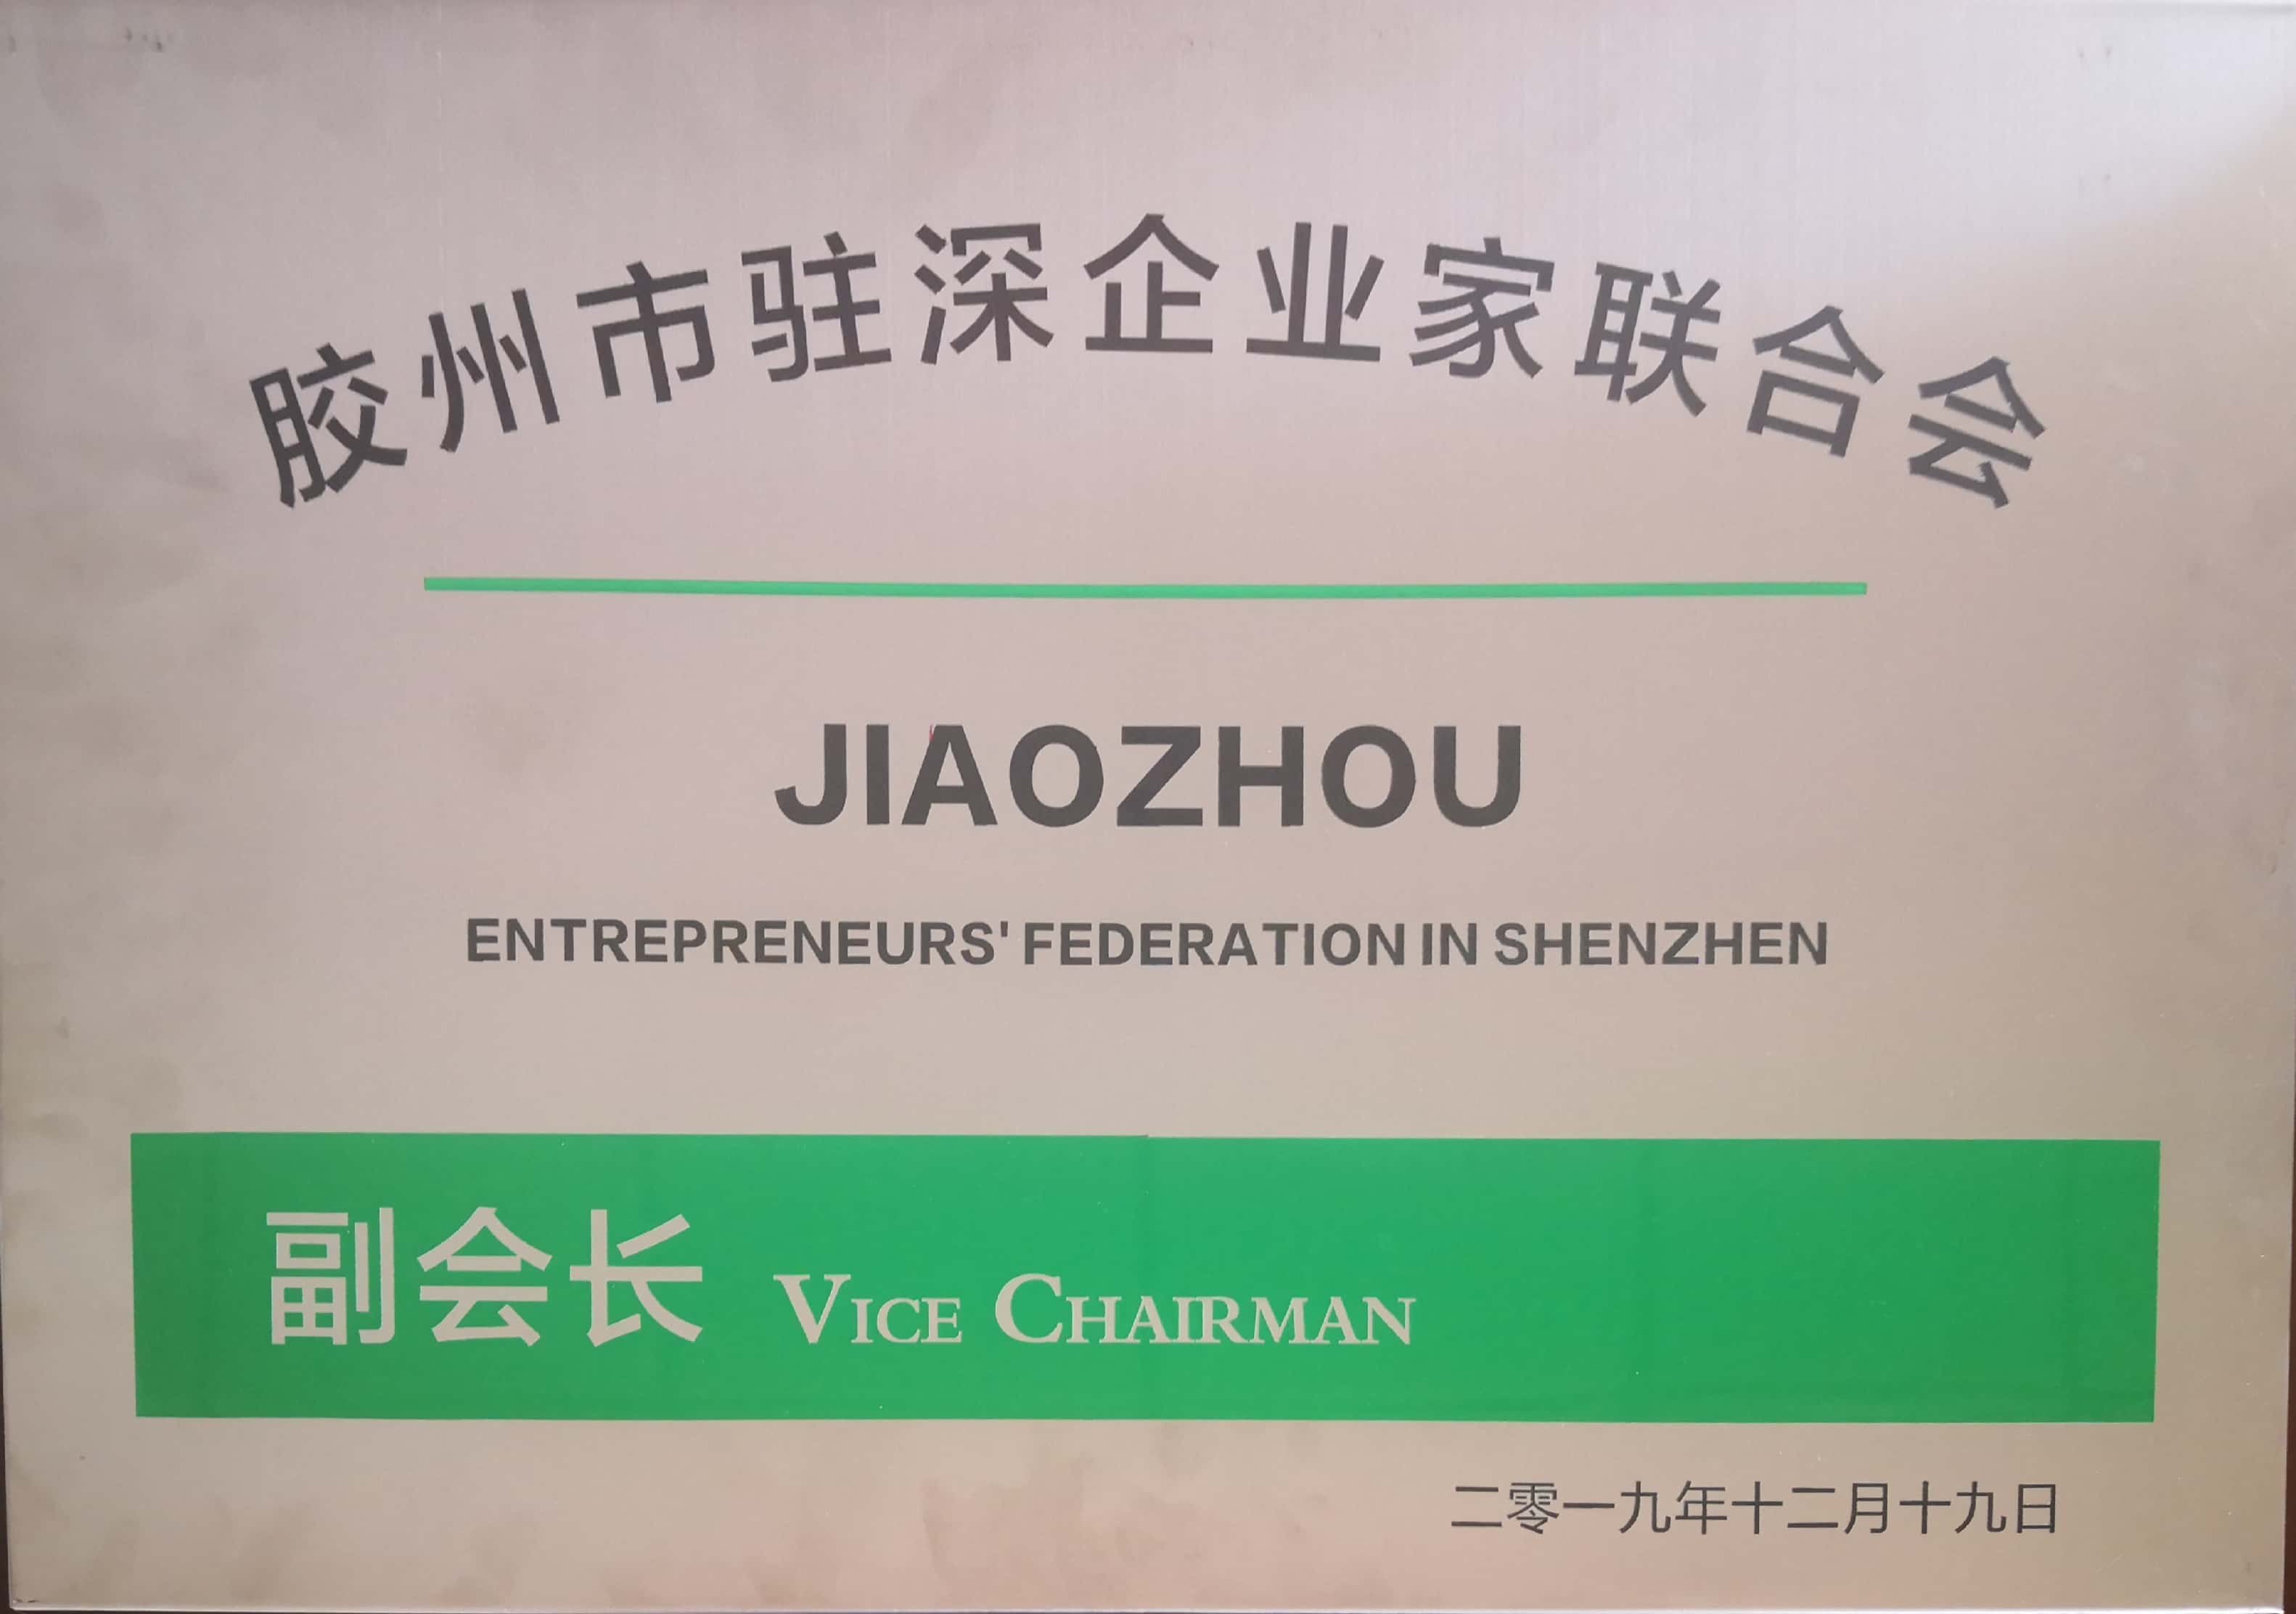 胶州市驻深企业家联合会
JIAOZHOU
ENTREPRENEURS' FEDERATION IN SHENZHEN
副会长 VICE CHAIRMAN
二零一九年十二月十九日